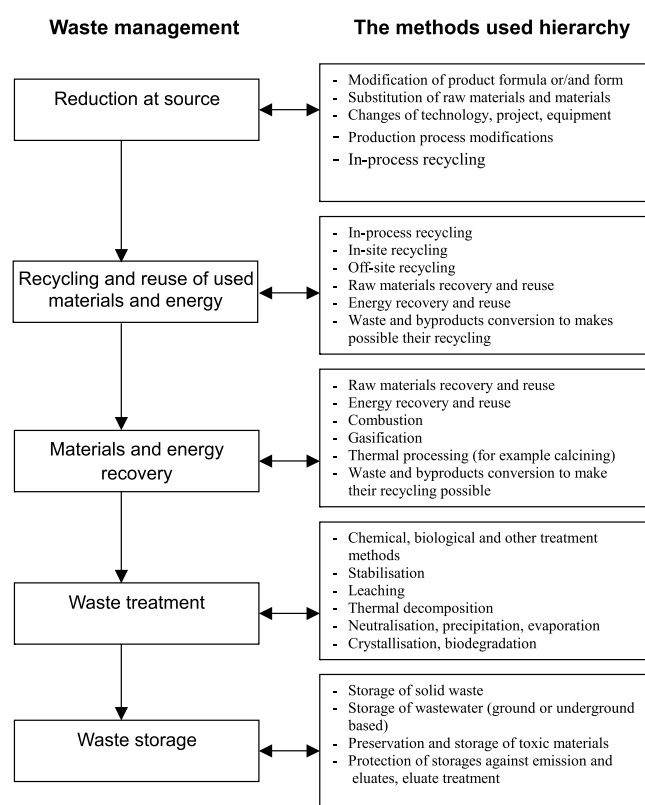 Waste management
The methods used hierarchy
Reduction at source
- Modification of product formula or/and form
- Substitution of raw materials and materials
- Changes of technology, project, equipment
- Production process modifications
- In-process recycling
Recycling and reuse of used
materials and energy
- In-process recycling
- In-site recycling
- Off-site recycling
- Raw materials recovery and reuse
- Energy recovery and reuse
- Waste and byproducts conversion to makes
possible their recycling
Materials and energy
recovery
- Raw materials recovery and reuse
- Energy recovery and reuse
- Combustion
- Gasification
- Thermal processing (for example calcining)
- Waste and byproducts conversion to make
their recycling possible
Waste treatment
- Chemical, biological and other treatment
methods
- Stabilisation
- Leaching
- Thermal decomposition
- Neutralisation, precipitation, evaporation
- Crystallisation, biodegradation
Waste storage
- Storage of solid waste
- Storage of wastewater (ground or underground
based)
- Preservation and storage of toxic materials
- Protection of storages against emission and
eluates, eluate treatment